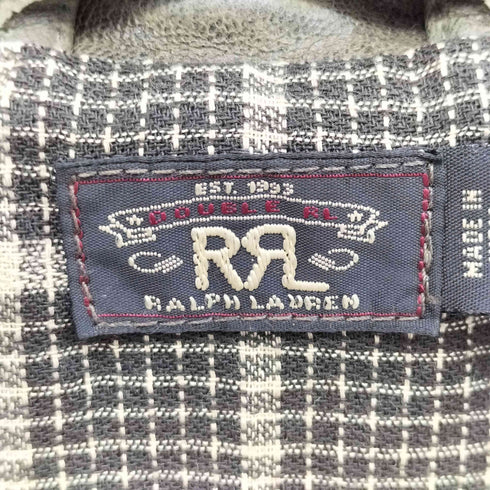 EST. 1993
DOUBLE RL
RRL
RALPH LAUREN
MADE IN